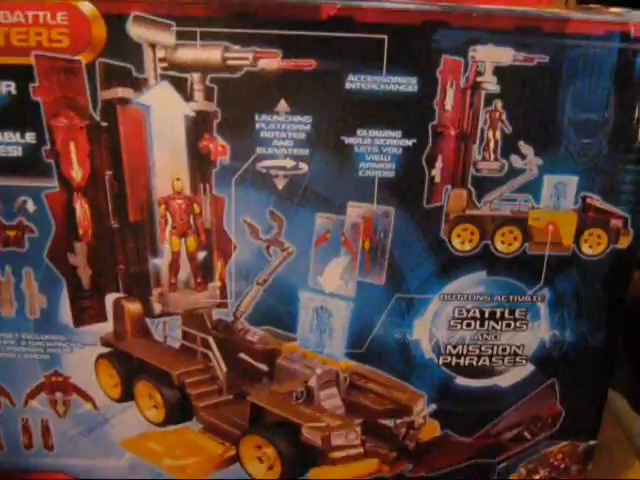 BATTLE
TERS
R
ABLE
ES!
ACCESSORIES
INTERCHANGE!
LAUNCHING
PLATFORM
ROTATES
AND
ELEVATES!
GLOWING
"HOLO SCREEN"
LETS YOU
VIEW
ARMOR
CARDS!
BUTTONS ACTIVATE
BATTLE
SOUNDS
AND
MISSION
PHRASES